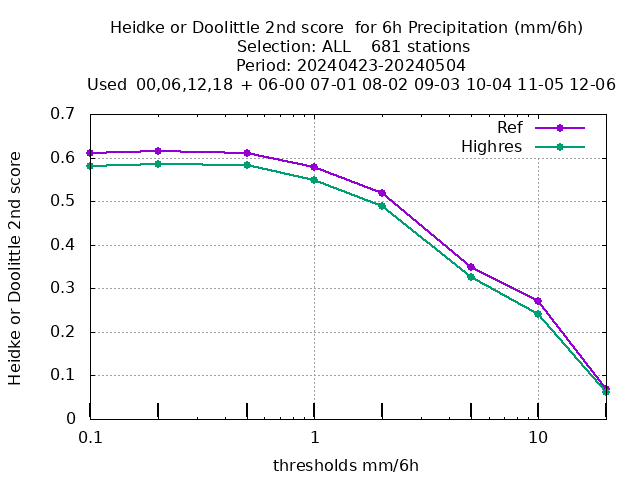 Heidke or Doolittle 2nd score  for 6h Precipitation (mm/6h)
Selection: ALL    681 stations
Period: 20240423-20240504
Used  00,06,12,18  + 06-00 07-01 08-02 09-03 10-04 11-05 12-06
Ref
Highres
Heidke or Doolittle 2nd score
0.7
0.6
0.5
0.4
0.3
0.2
0.1
0
0.1 1 10
thresholds mm/6h